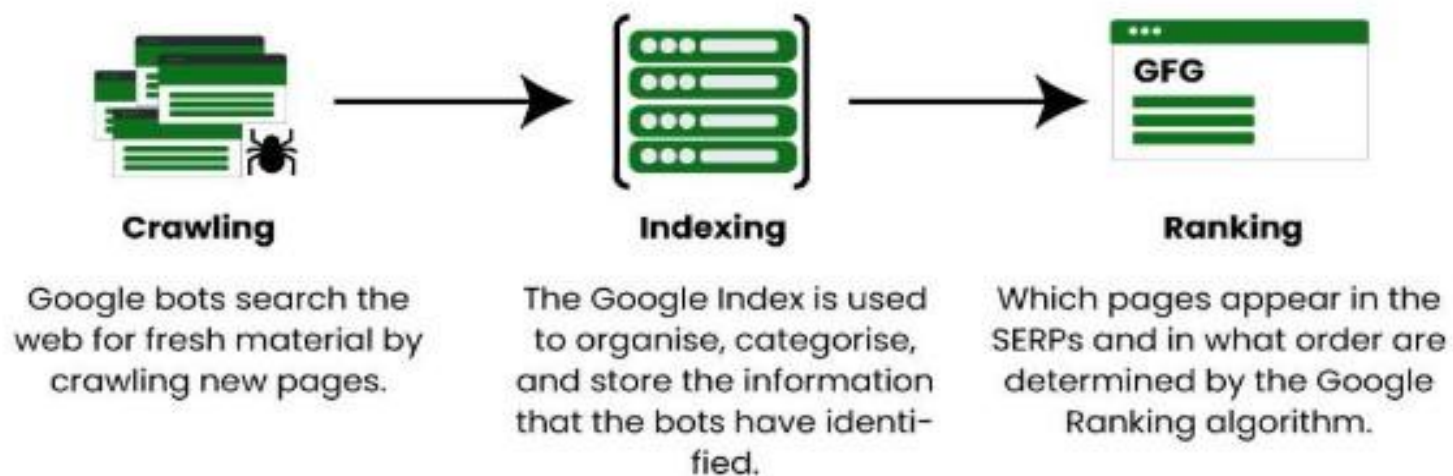 GFG
Crawling
Google bots search the
web for fresh material by
crawling new pages.
Indexing
The Google Index is used
to organise, categorise,
and store the information
that the bots have identi-
fied.
Ranking
Which pages appear in the
SERPs and in what order are
determined by the Google
Ranking algorithm.